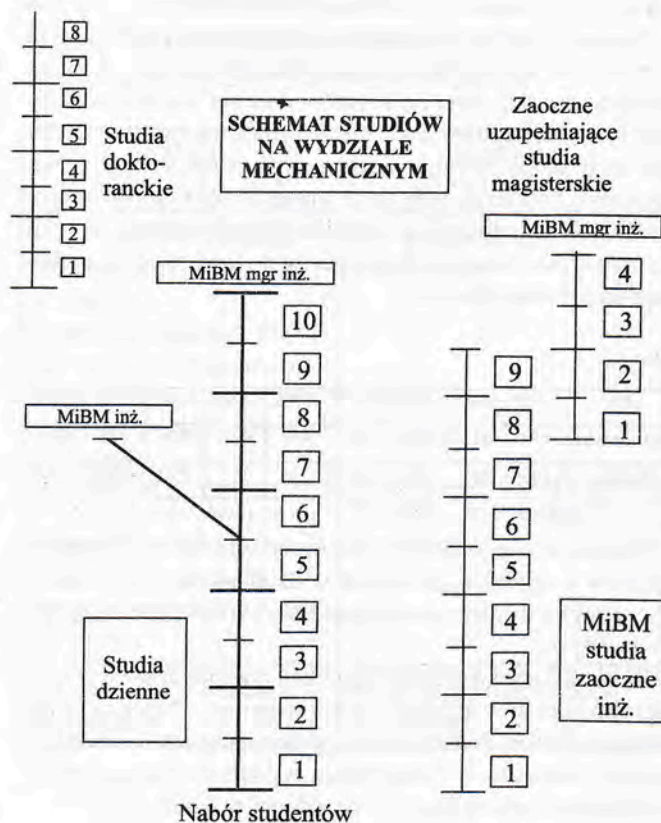 SCHEMAT STUDIÓW
NA WYDZIALE
MECHANICZNYM
8
7
6
5
4
3
2
1
Studia
dokto-
ranckie
Zaoczne
uzupełniające
studia
magisterskie
MiBM mgr inż.
4
3
2
1
MiBM mgr inż.
10
9
8
7
6
5
4
3
2
1
MiBM inż.
Studia
dzienne
Nabór studentów
9
8
7
6
5
4
3
2
1
MiBM
studia
zaoczne
inż.